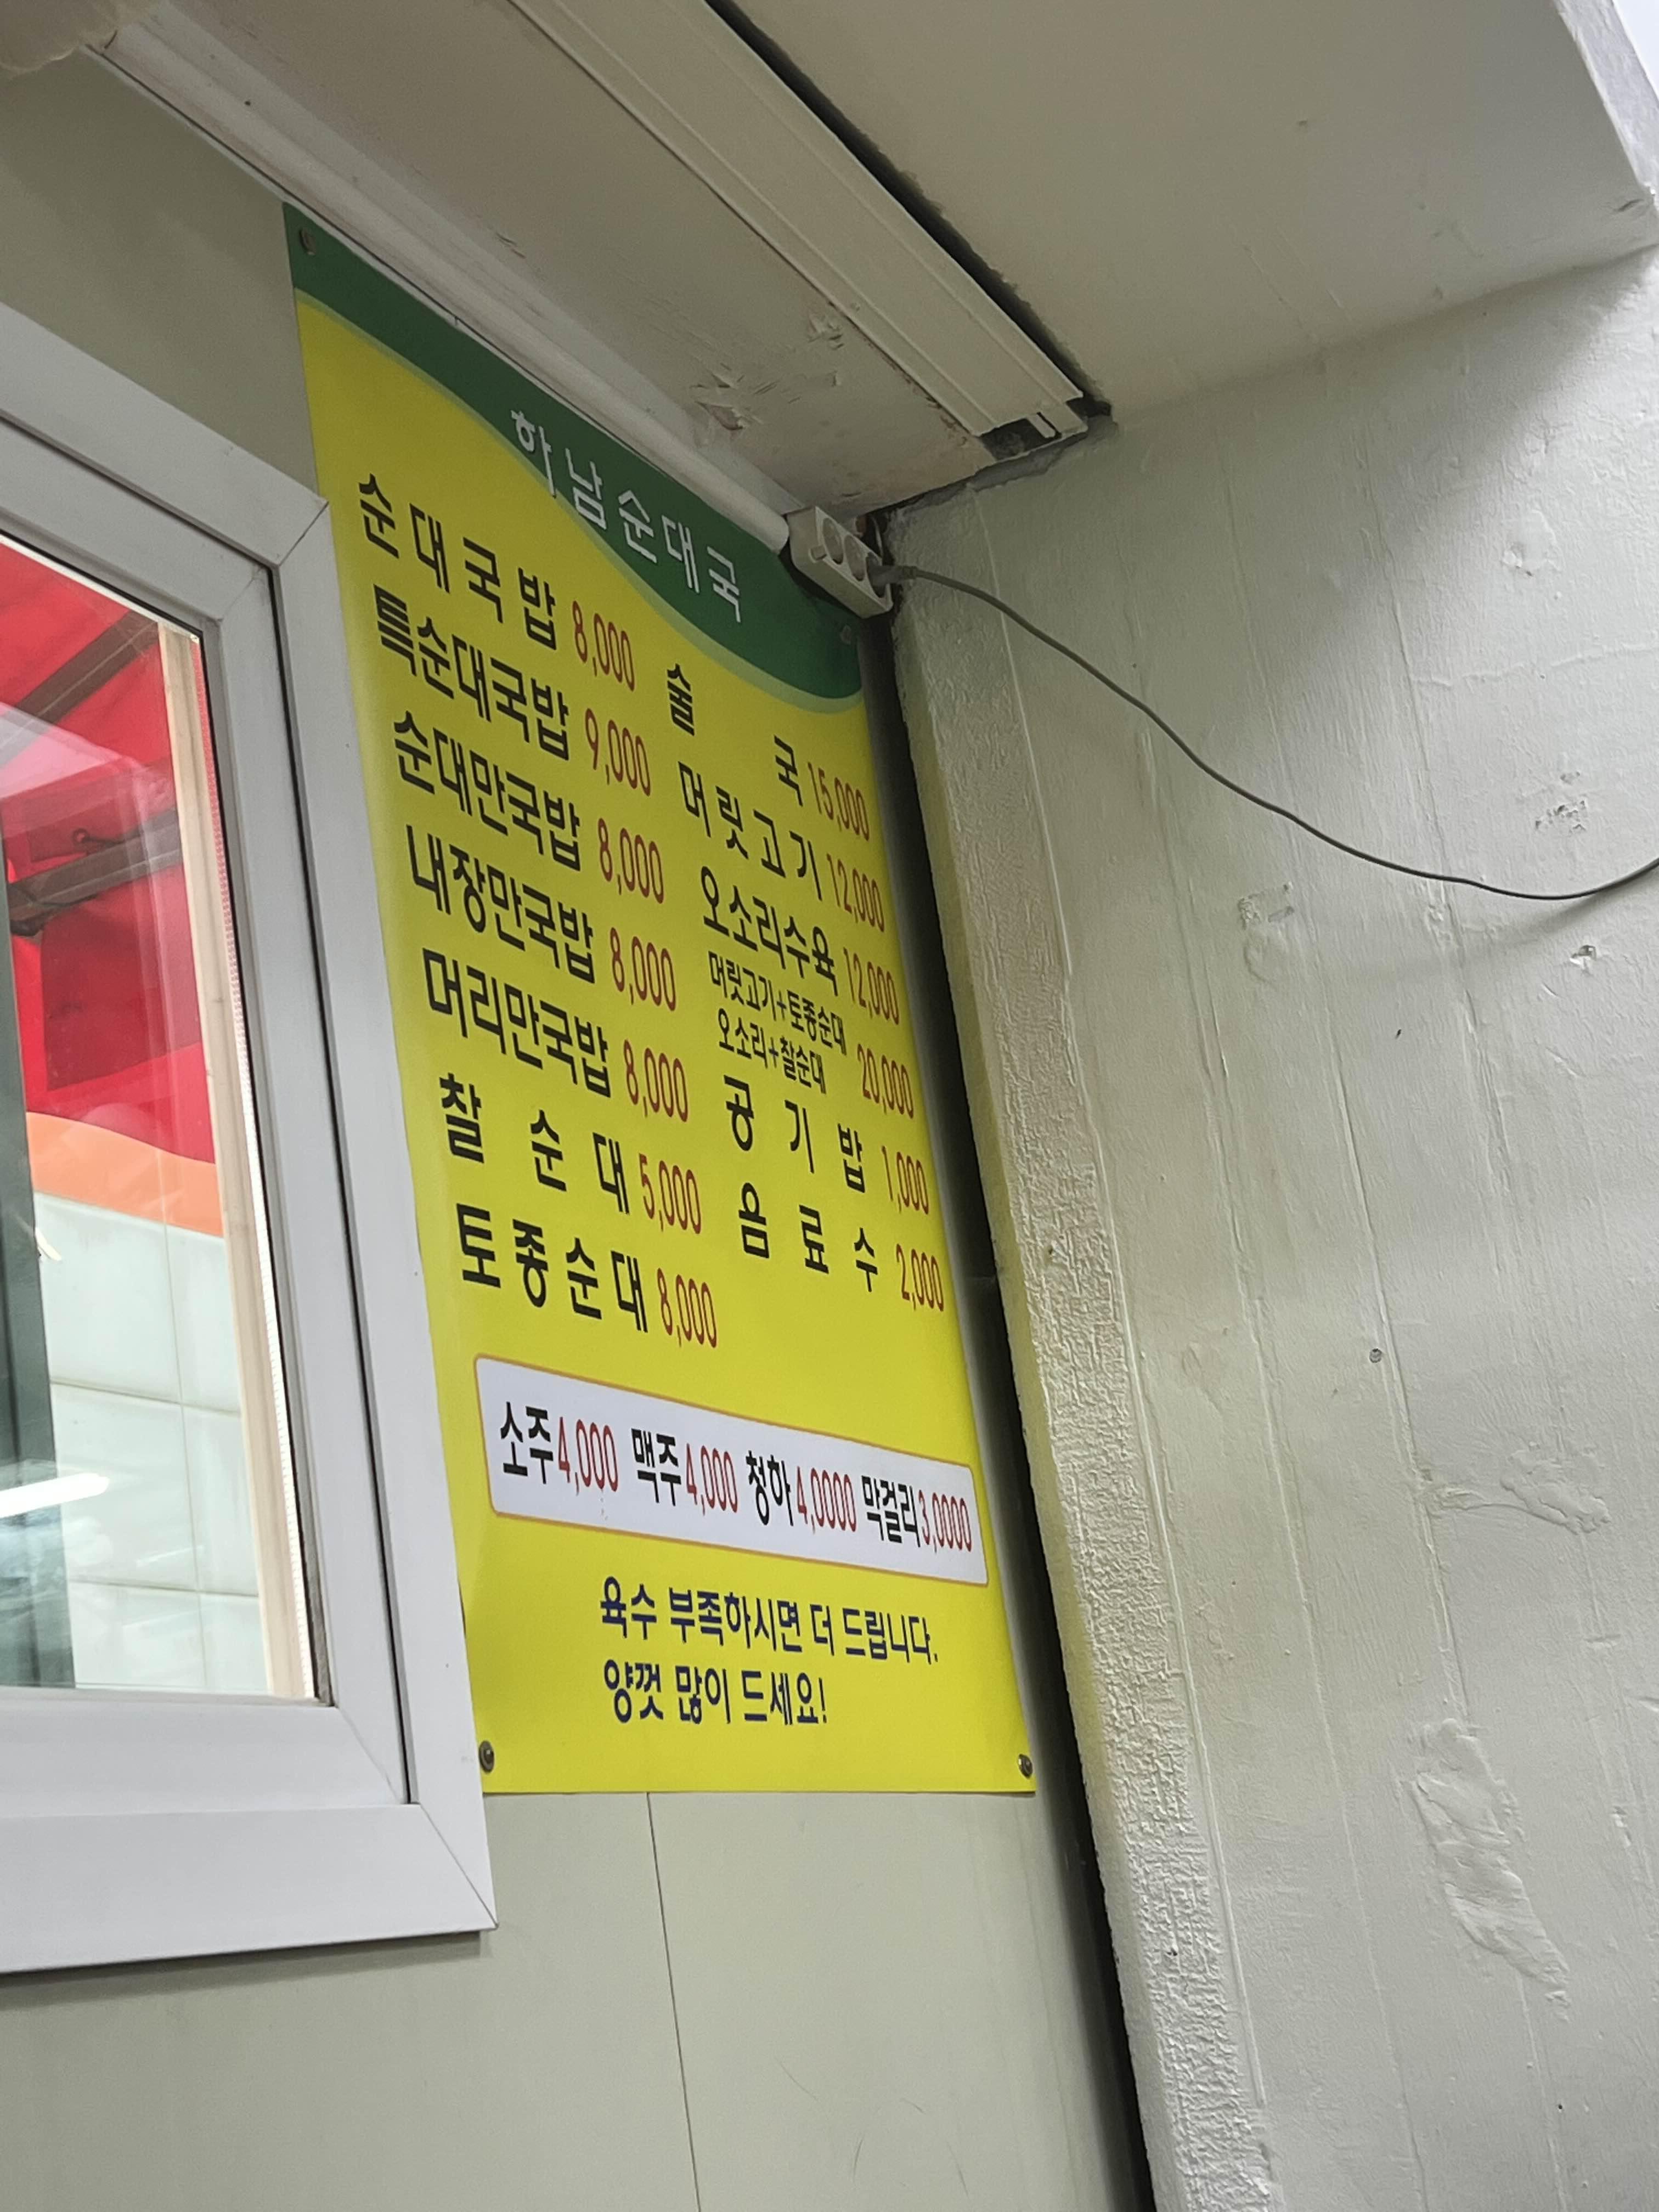 하남순대국
순대국밥 8,000
특순대국밥 9,000
순대만국밥 8,000
내장만국밥 8,000
머리만국밥 8,000
찰순대 5,000
토종순대 8,000
술국 15,000
머릿고기 12,000
오소리수육 12,000
머릿고기+토종순대
오소리+찰순대 20,000
공기밥 1,000
음료수 2,000
소주4,000 맥주4,000 청하4,0000 막걸리3,0000
육수 부족하시면 더 드립니다.
양껏 많이 드세요!